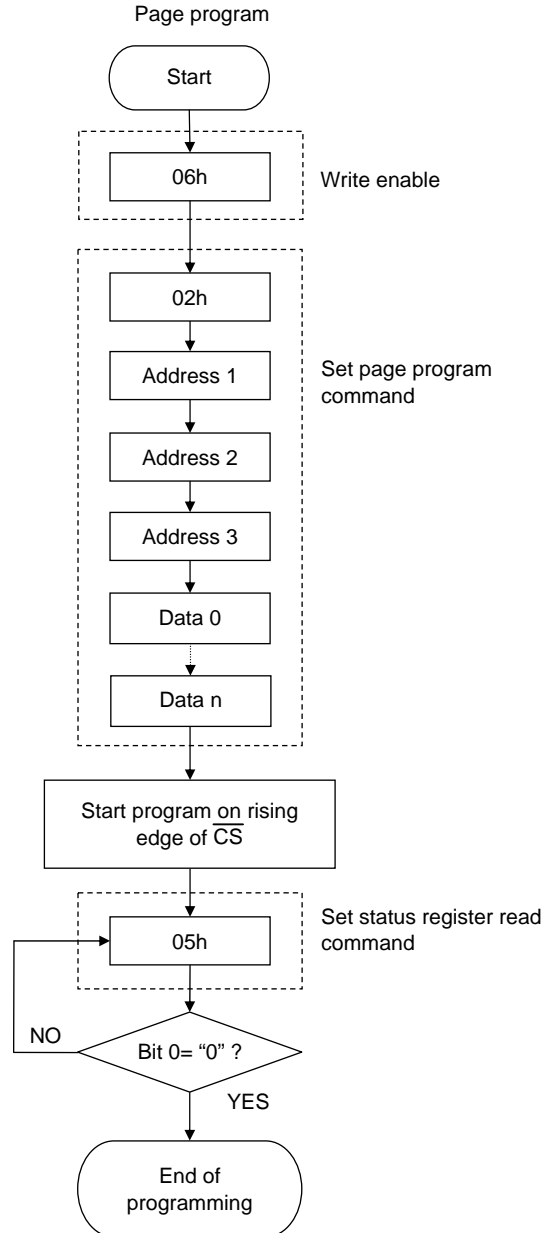 Page program
Start
06h
Write enable
02h
Address 1
Set page program
command
Address 2
Address 3
Data 0
Data n
Start program on rising
edge of C̅S̅
05h
Set status register read
command
NO
Bit 0= “0” ?
YES
End of
programming